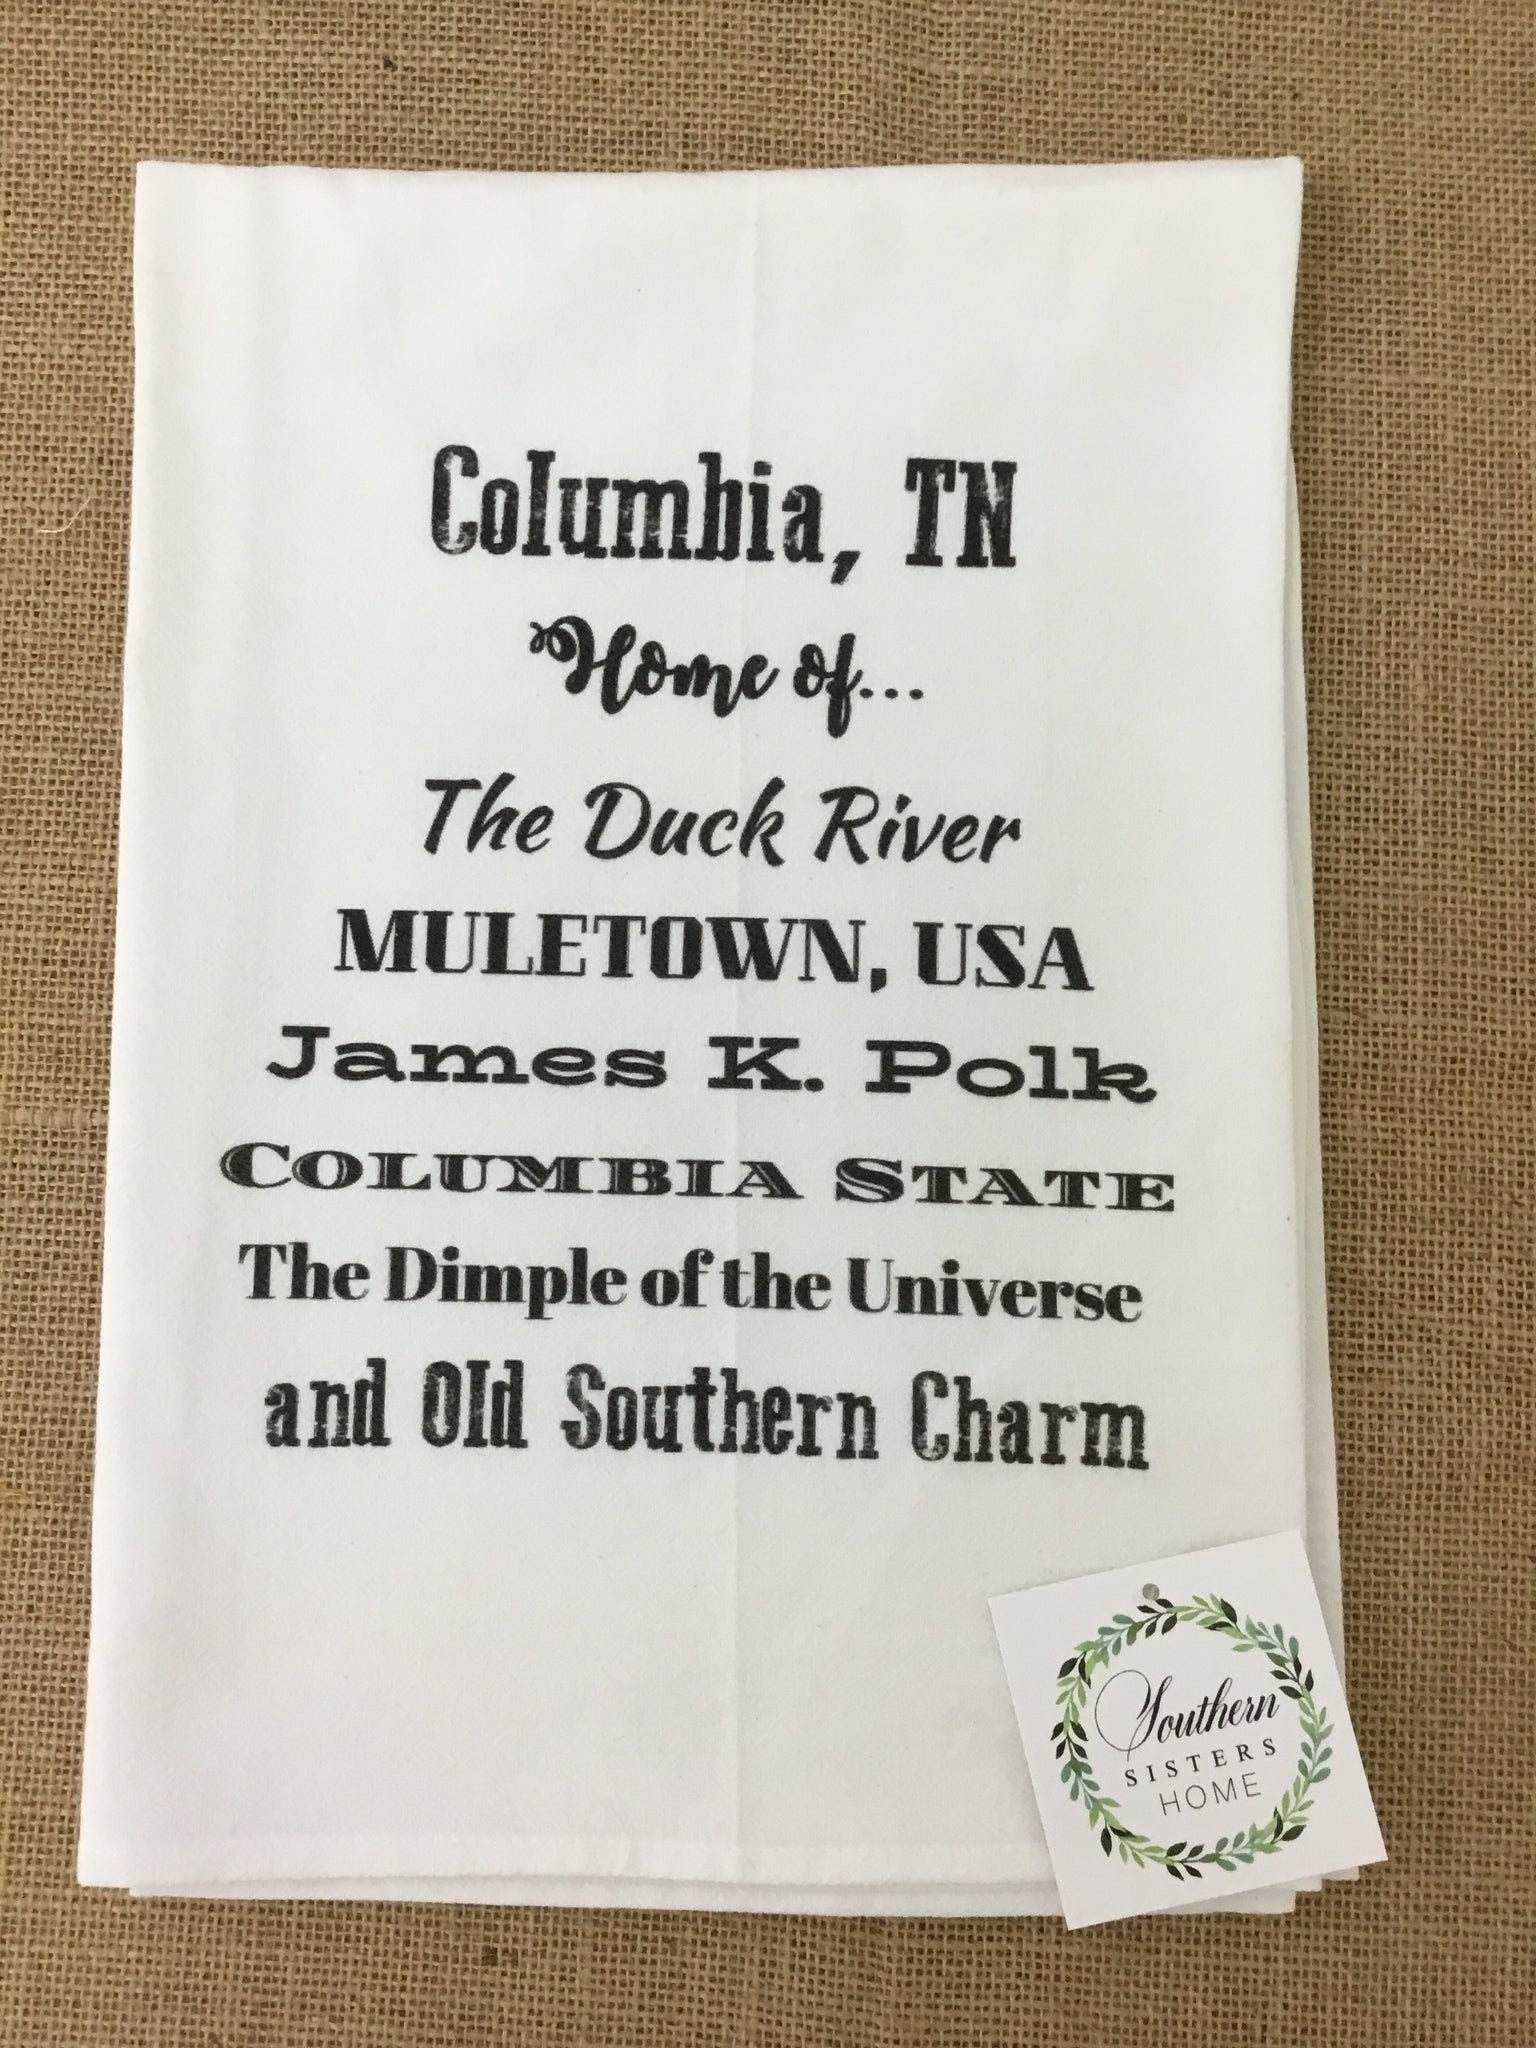 Columbia, TN
Home of...
The Duck River
MULETOWN, USA
James K. Polk
COLUMBIA STATE
The Dimple of the Universe
and Old Southern Charm
Southern
SISTERS
HOME